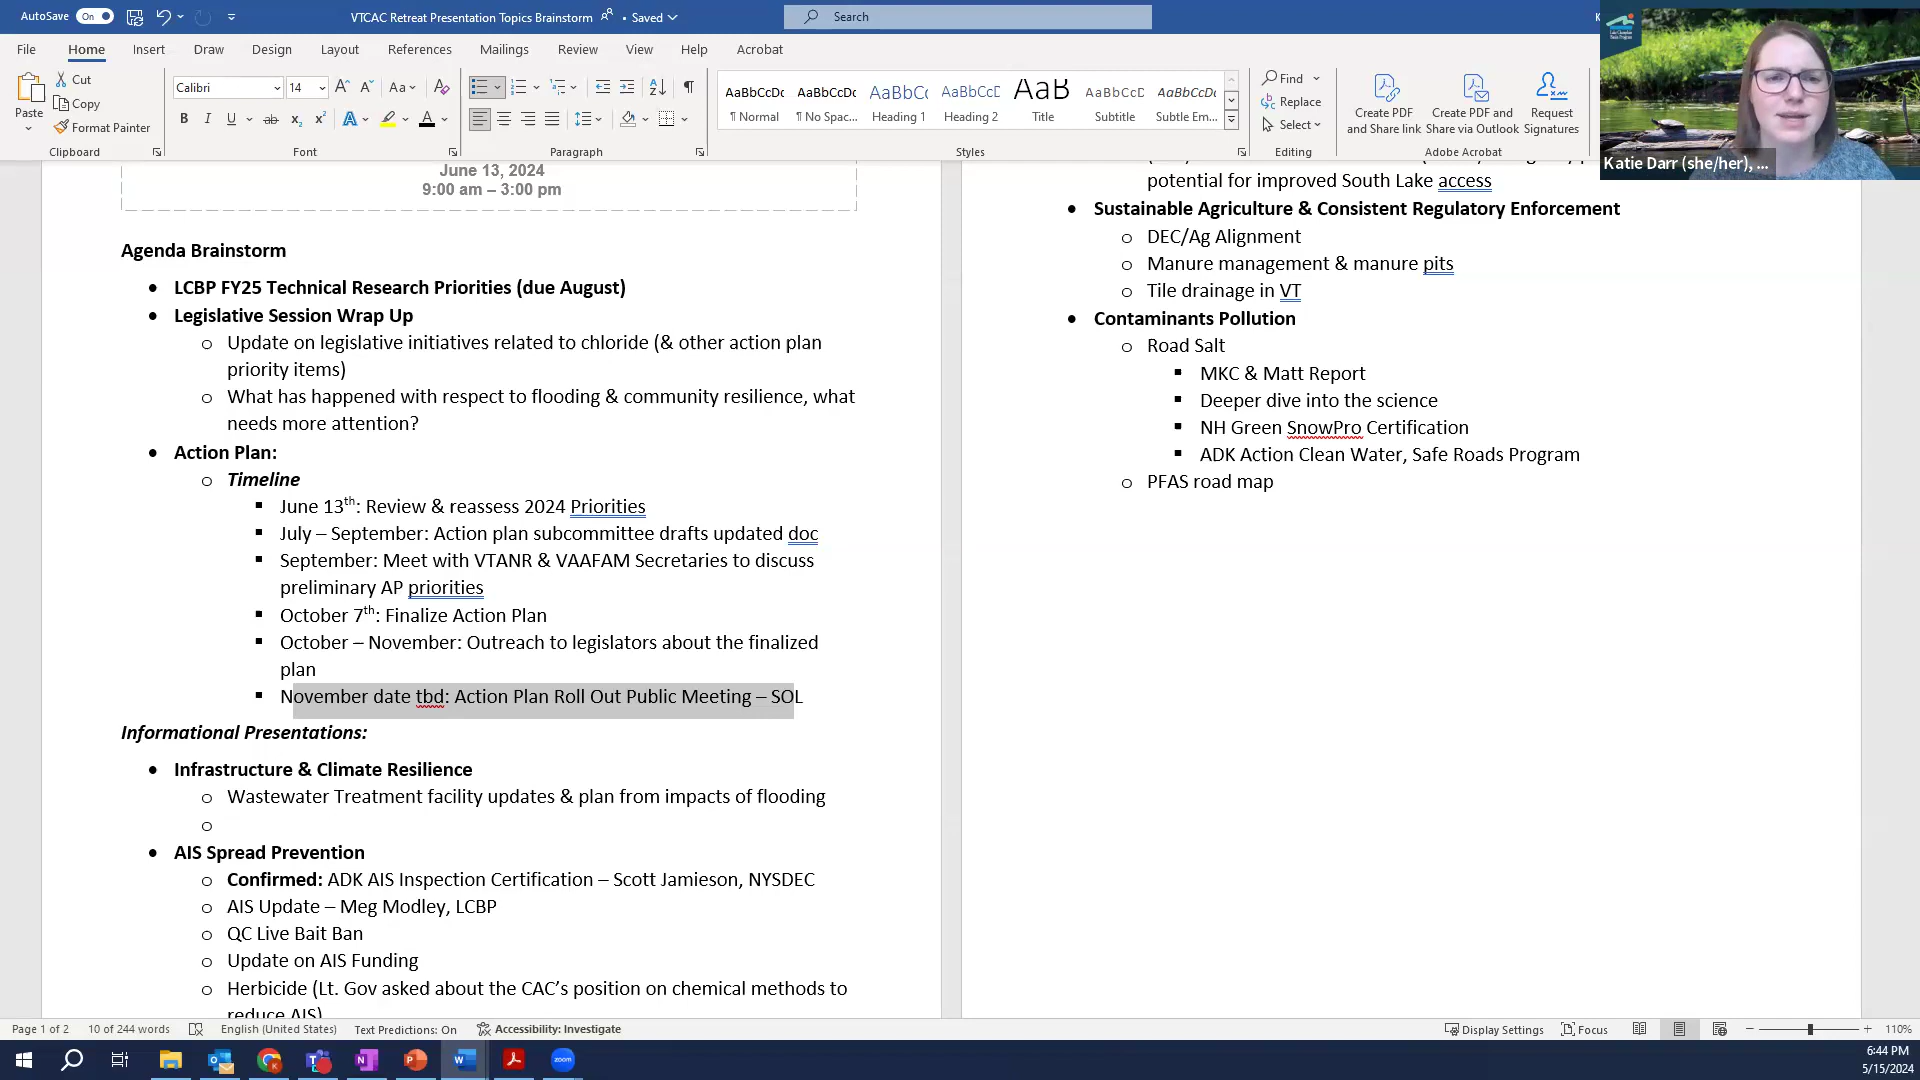 AutoSave On
VTCAC Retreat Presentation Topics Brainstorm • Saved
Search
File Home Insert Draw Design Layout References Mailings Review View Help Acrobat
Paste
Cut
Copy
Format Painter
Clipboard
Calibri 14
Font
Paragraph
AaBbCcDc AaBbCcDc AaBbC AaBbCcD AaB AaBbCcD AaBbCcDc
¶ Normal ¶ No Spac... Heading 1 Heading 2 Title Subtitle Subtle Em...
Styles
Find
Replace
Select
Editing
Create PDF and Share link
Create PDF and Share via Outlook
Request Signatures
Adobe Acrobat
Katie Darr (she/her), ...
June 13, 2024
9:00 am – 3:00 pm
Agenda Brainstorm
• LCBP FY25 Technical Research Priorities (due August)
• Legislative Session Wrap Up
o Update on legislative initiatives related to chloride (& other action plan
priority items)
o What has happened with respect to flooding & community resilience, what
needs more attention?
• Action Plan:
o Timeline
▪ June 13th: Review & reassess 2024 Priorities
▪ July – September: Action plan subcommittee drafts updated doc
▪ September: Meet with VTANR & VAAFAM Secretaries to discuss
preliminary AP priorities
▪ October 7th: Finalize Action Plan
▪ October – November: Outreach to legislators about the finalized
plan
▪ November date tbd: Action Plan Roll Out Public Meeting – SOL
Informational Presentations:
• Infrastructure & Climate Resilience
o Wastewater Treatment facility updates & plan from impacts of flooding
o
• AIS Spread Prevention
o Confirmed: ADK AIS Inspection Certification – Scott Jamieson, NYSDEC
o AIS Update – Meg Modley, LCBP
o QC Live Bait Ban
o Update on AIS Funding
o Herbicide (Lt. Gov asked about the CAC's position on chemical methods to
reduce AIS)
potential for improved South Lake access
• Sustainable Agriculture & Consistent Regulatory Enforcement
o DEC/Ag Alignment
o Manure management & manure pits
o Tile drainage in VT
• Contaminants Pollution
o Road Salt
▪ MKC & Matt Report
▪ Deeper dive into the science
▪ NH Green SnowPro Certification
▪ ADK Action Clean Water, Safe Roads Program
o PFAS road map
Page 1 of 2 10 of 244 words English (United States) Text Predictions: On Accessibility: Investigate
Display Settings Focus 110%
6:44 PM
5/15/2024